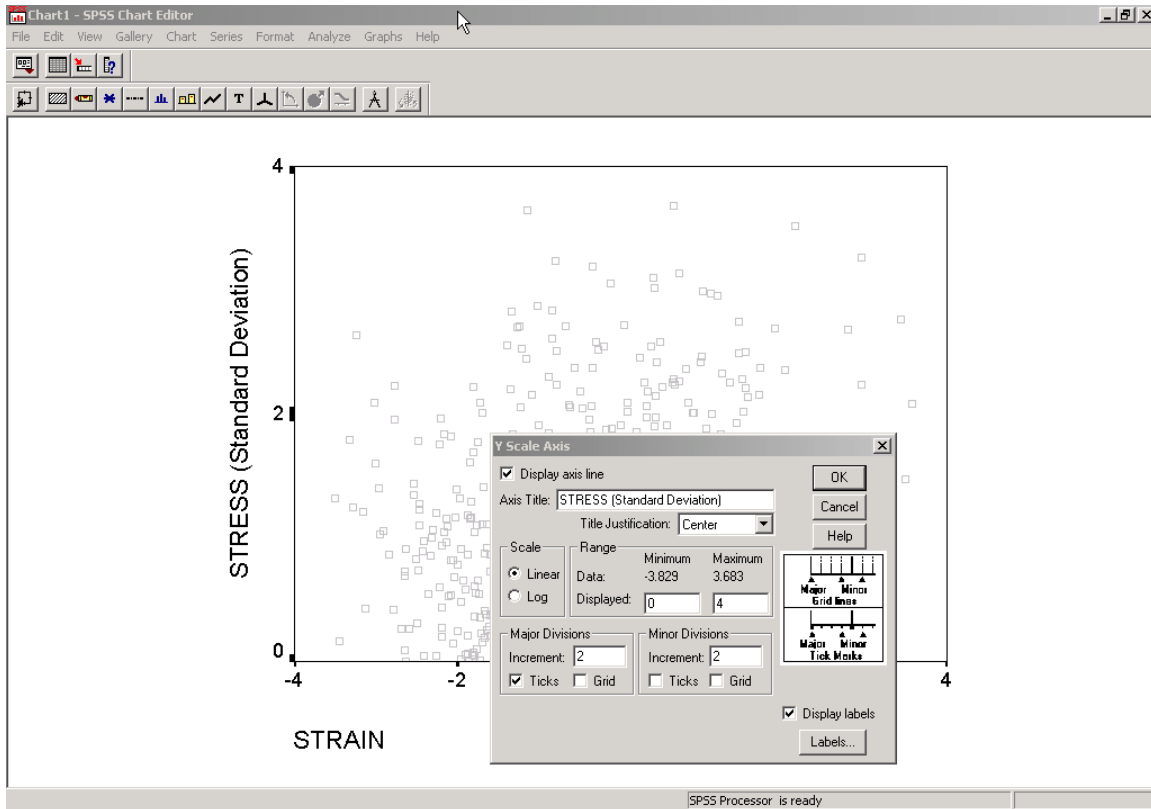 Chart1 - SPSS Chart Editor
File Edit View Gallery Chart Series Format Analyze Graphs Help
T
4
2
0
-4
-2
4
STRESS (Standard Deviation)
STRAIN
Y Scale Axis
Display axis line
OK
Axis Title: STRESS (Standard Deviation)
Cancel
Title Justification: Center
Help
Scale
Range
Minimum Maximum
Linear
Data: -3.829 3.683
Log
Displayed: 0 4
Major Minor
Grid lines
Major Minor
Tick Marks
Major Divisions
Minor Divisions
Increment: 2
Increment: 2
Ticks Grid
Ticks Grid
Display labels
Labels...
SPSS Processor is ready